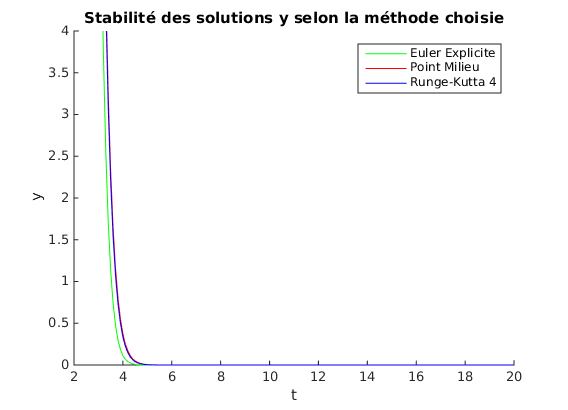 Stabilité des solutions y selon la méthode choisie
Euler Explicite
Point Milieu
Runge-Kutta 4
y
4
3.5
3
2.5
2
1.5
1
0.5
0
2 4 6 8 10 12 14 16 18 20
t